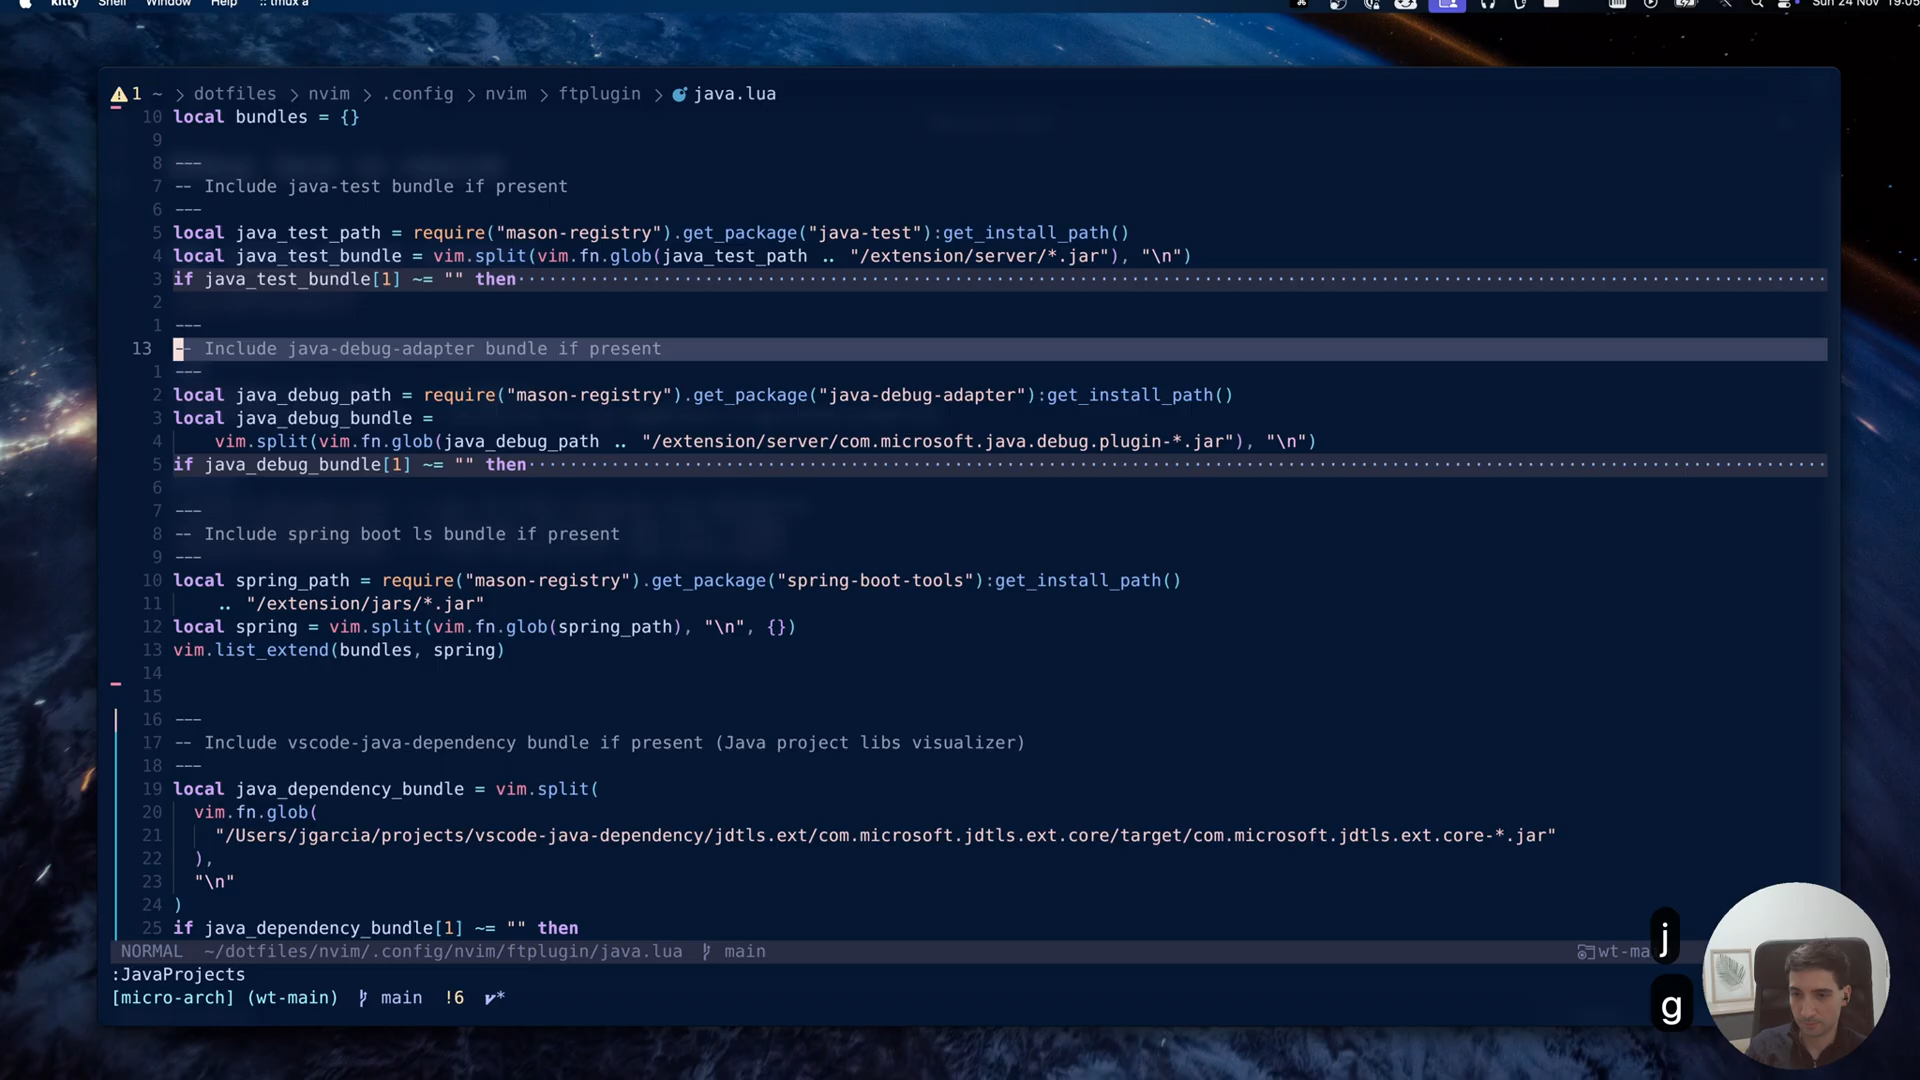 kitty Shell Window Help :: tmux a
Sun 24 Nov 19:05
1 ~ > dotfiles > nvim > .config > nvim > ftplugin > java.lua
10 local bundles = {}
9
8 ---
7 -- Include java-test bundle if present
6 ---
5 local java_test_path = require("mason-registry").get_package("java-test"):get_install_path()
4 local java_test_bundle = vim.split(vim.fn.glob(java_test_path .. "/extension/server/*.jar"), "\n")
3 if java_test_bundle[1] ~= "" then
2
1 ---
13 -- Include java-debug-adapter bundle if present
1 ---
2 local java_debug_path = require("mason-registry").get_package("java-debug-adapter"):get_install_path()
3 local java_debug_bundle =
4 vim.split(vim.fn.glob(java_debug_path .. "/extension/server/com.microsoft.java.debug.plugin-*.jar"), "\n")
5 if java_debug_bundle[1] ~= "" then
6
7 ---
8 -- Include spring boot ls bundle if present
9 ---
10 local spring_path = require("mason-registry").get_package("spring-boot-tools"):get_install_path()
11 .. "/extension/jars/*.jar"
12 local spring = vim.split(vim.fn.glob(spring_path), "\n", {})
13 vim.list_extend(bundles, spring)
14
15
16 ---
17 -- Include vscode-java-dependency bundle if present (Java project libs visualizer)
18 ---
19 local java_dependency_bundle = vim.split(
20 vim.fn.glob(
21 "/Users/jgarcia/projects/vscode-java-dependency/jdtls.ext/com.microsoft.jdtls.ext.core/target/com.microsoft.jdtls.ext.core-*.jar"
22 ),
23 "\n"
24 )
25 if java_dependency_bundle[1] ~= "" then
NORMAL ~/dotfiles/nvim/.config/nvim/ftplugin/java.lua main wt-ma
j
:JavaProjects
[micro-arch] (wt-main) main !6 *
g